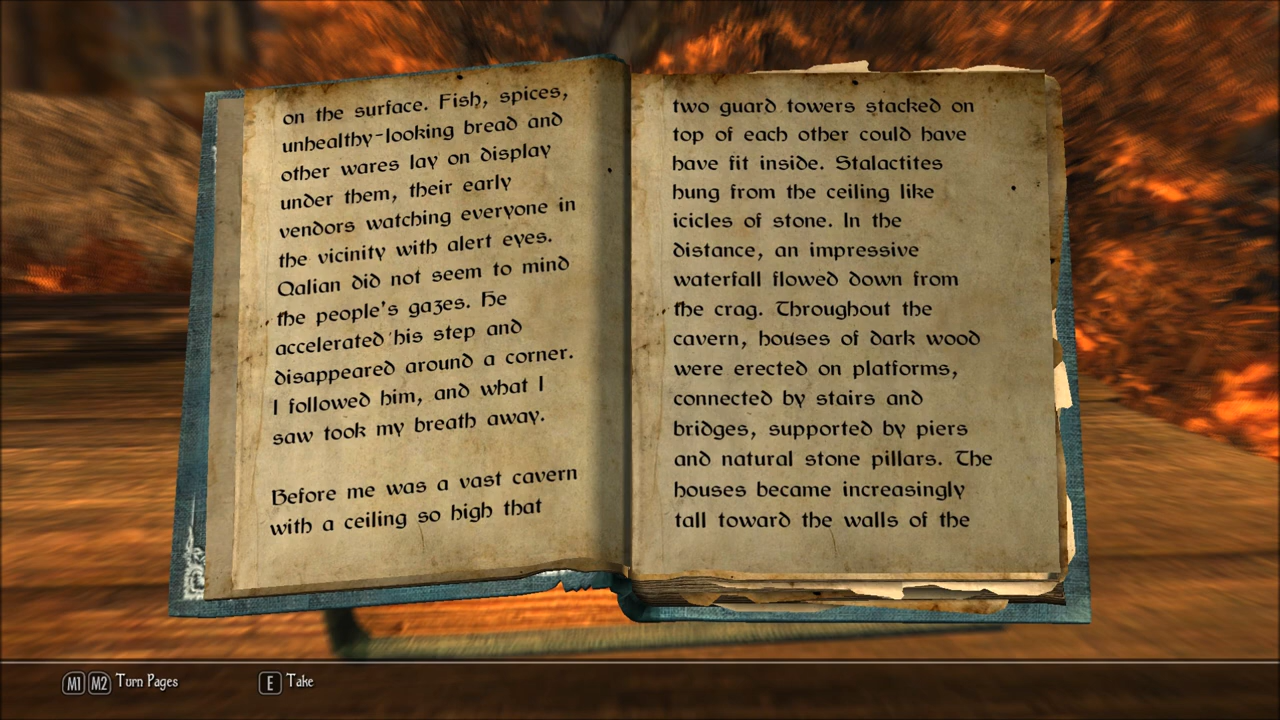 on the surface. Fish, spices,
unhealthy-looking bread and
other wares lay on display
under them, their early
vendors watching everyone in
the vicinity with alert eyes.
Qalian did not seem to mind
the people's gazes. He
accelerated his step and
disappeared around a corner.
I followed him, and what I
saw took my breath away.
Before me was a vast cavern
with a ceiling so high that
two guard towers stacked on
top of each other could have
have fit inside. Stalactites
hung from the ceiling like
icicles of stone. In the
distance, an impressive
waterfall flowed down from
the crag. Throughout the
cavern, houses of dark wood
were erected on platforms,
connected by stairs and
bridges, supported by piers
and natural stone pillars. The
houses became increasingly
tall toward the walls of the
M1 M2 Turn Pages
E Take